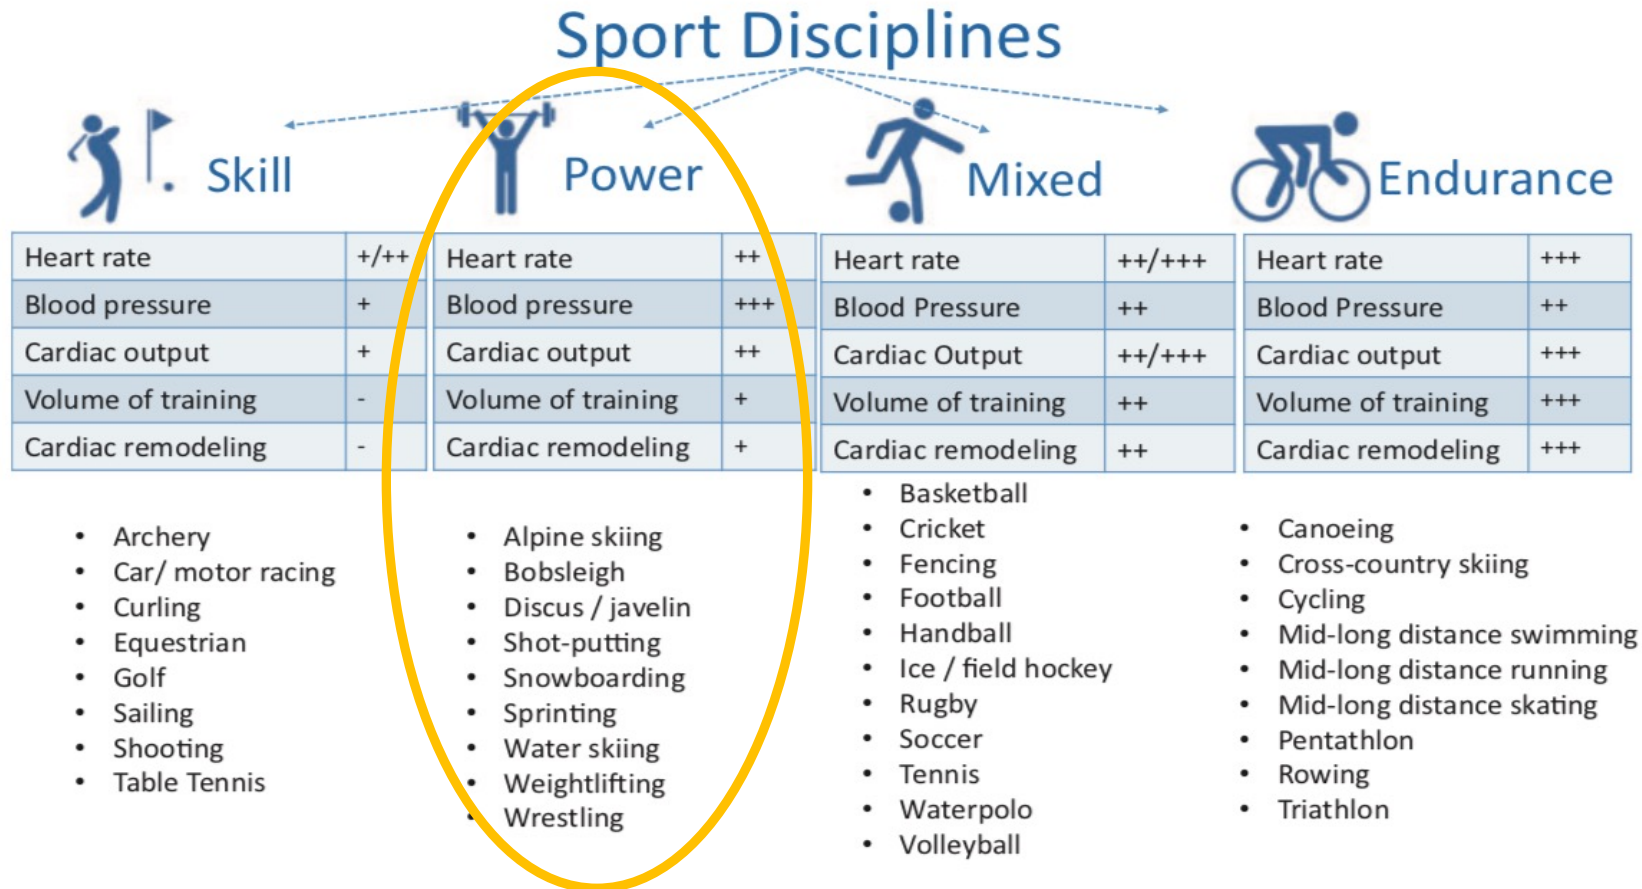 Sport Disciplines
Skill
Heart rate +/++
Blood pressure +
Cardiac output +
Volume of training -
Cardiac remodeling -
• Archery
• Car/ motor racing
• Curling
• Equestrian
• Golf
• Sailing
• Shooting
• Table Tennis
Power
Heart rate ++
Blood pressure +++
Cardiac output ++
Volume of training +
Cardiac remodeling +
• Alpine skiing
• Bobsleigh
• Discus / javelin
• Shot-putting
• Snowboarding
• Sprinting
• Water skiing
• Weightlifting
• Wrestling
Mixed
Heart rate ++/+++
Blood Pressure ++
Cardiac Output ++/+++
Volume of training ++
Cardiac remodeling ++
• Basketball
• Cricket
• Fencing
• Football
• Handball
• Ice / field hockey
• Rugby
• Soccer
• Tennis
• Waterpolo
• Volleyball
Endurance
Heart rate +++
Blood Pressure ++
Cardiac output +++
Volume of training +++
Cardiac remodeling +++
• Canoeing
• Cross-country skiing
• Cycling
• Mid-long distance swimming
• Mid-long distance running
• Mid-long distance skating
• Pentathlon
• Rowing
• Triathlon